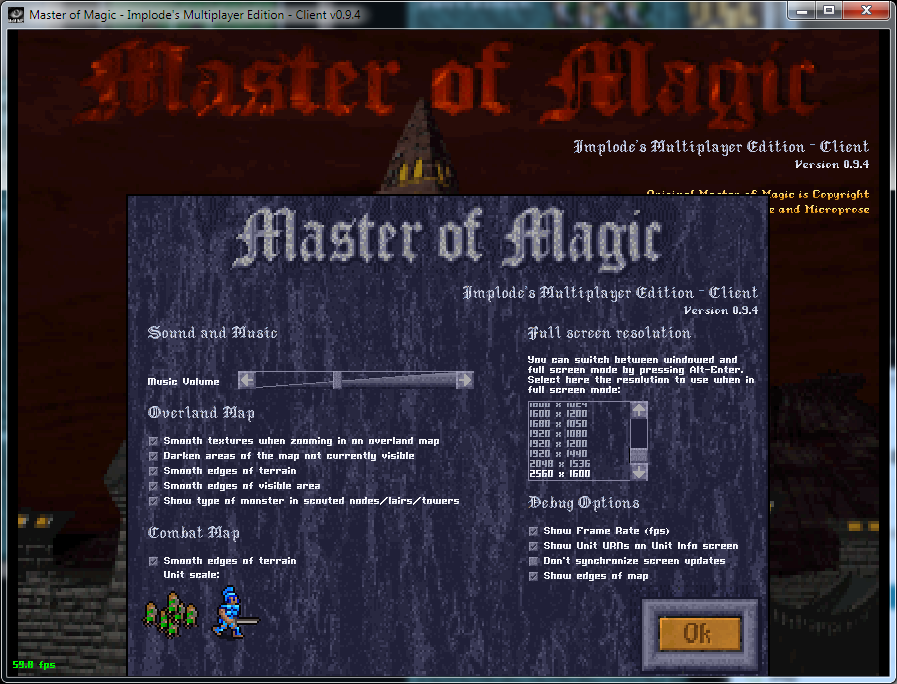 Master of Magic - Implode's Multiplayer Edition - Client v0.9.4
Master of Magic
Implode's Multiplayer Edition - Client
Version 0.9.4
Original Master of Magic is Copyright
e and Microprose
Master of Magic
Implode's Multiplayer Edition - Client
Version 0.9.4
Sound and Music
Music Volume
Overland Map
Smooth textures when zooming in on overland map
Darken areas of the map not currently visible
Smooth edges of terrain
Smooth edges of visible area
Show type of monster in scouted nodes/lairs/towers
Combat Map
Smooth edges of terrain
Unit scale:
Full screen resolution
You can switch between windowed and
full screen mode by pressing Alt-Enter.
Select here the resolution to use when in
full screen mode:
1600 x 1200
1680 x 1050
1920 x 1080
1920 x 1200
1920 x 1440
2048 x 1536
2560 x 1600
Debug Options
Show Frame Rate (fps)
Show Unit URNs on Unit Info screen
Don't synchronize screen updates
Show edges of map
Ok
59.8 fps